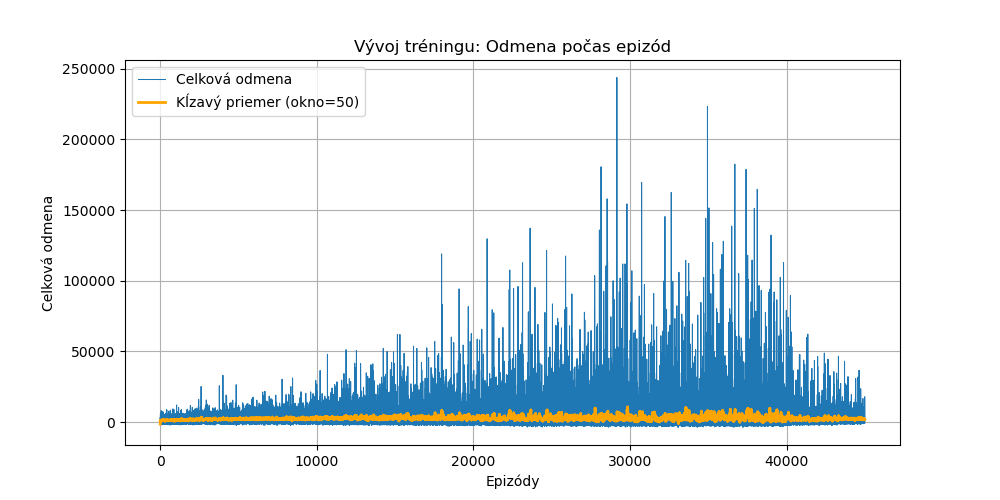 Vývoj tréningu: Odmena počas epizód
Celková odmena
Kĺzavý priemer (okno=50)
250000
200000
150000
100000
50000
0
Celková odmena
0 10000 20000 30000 40000
Epizódy